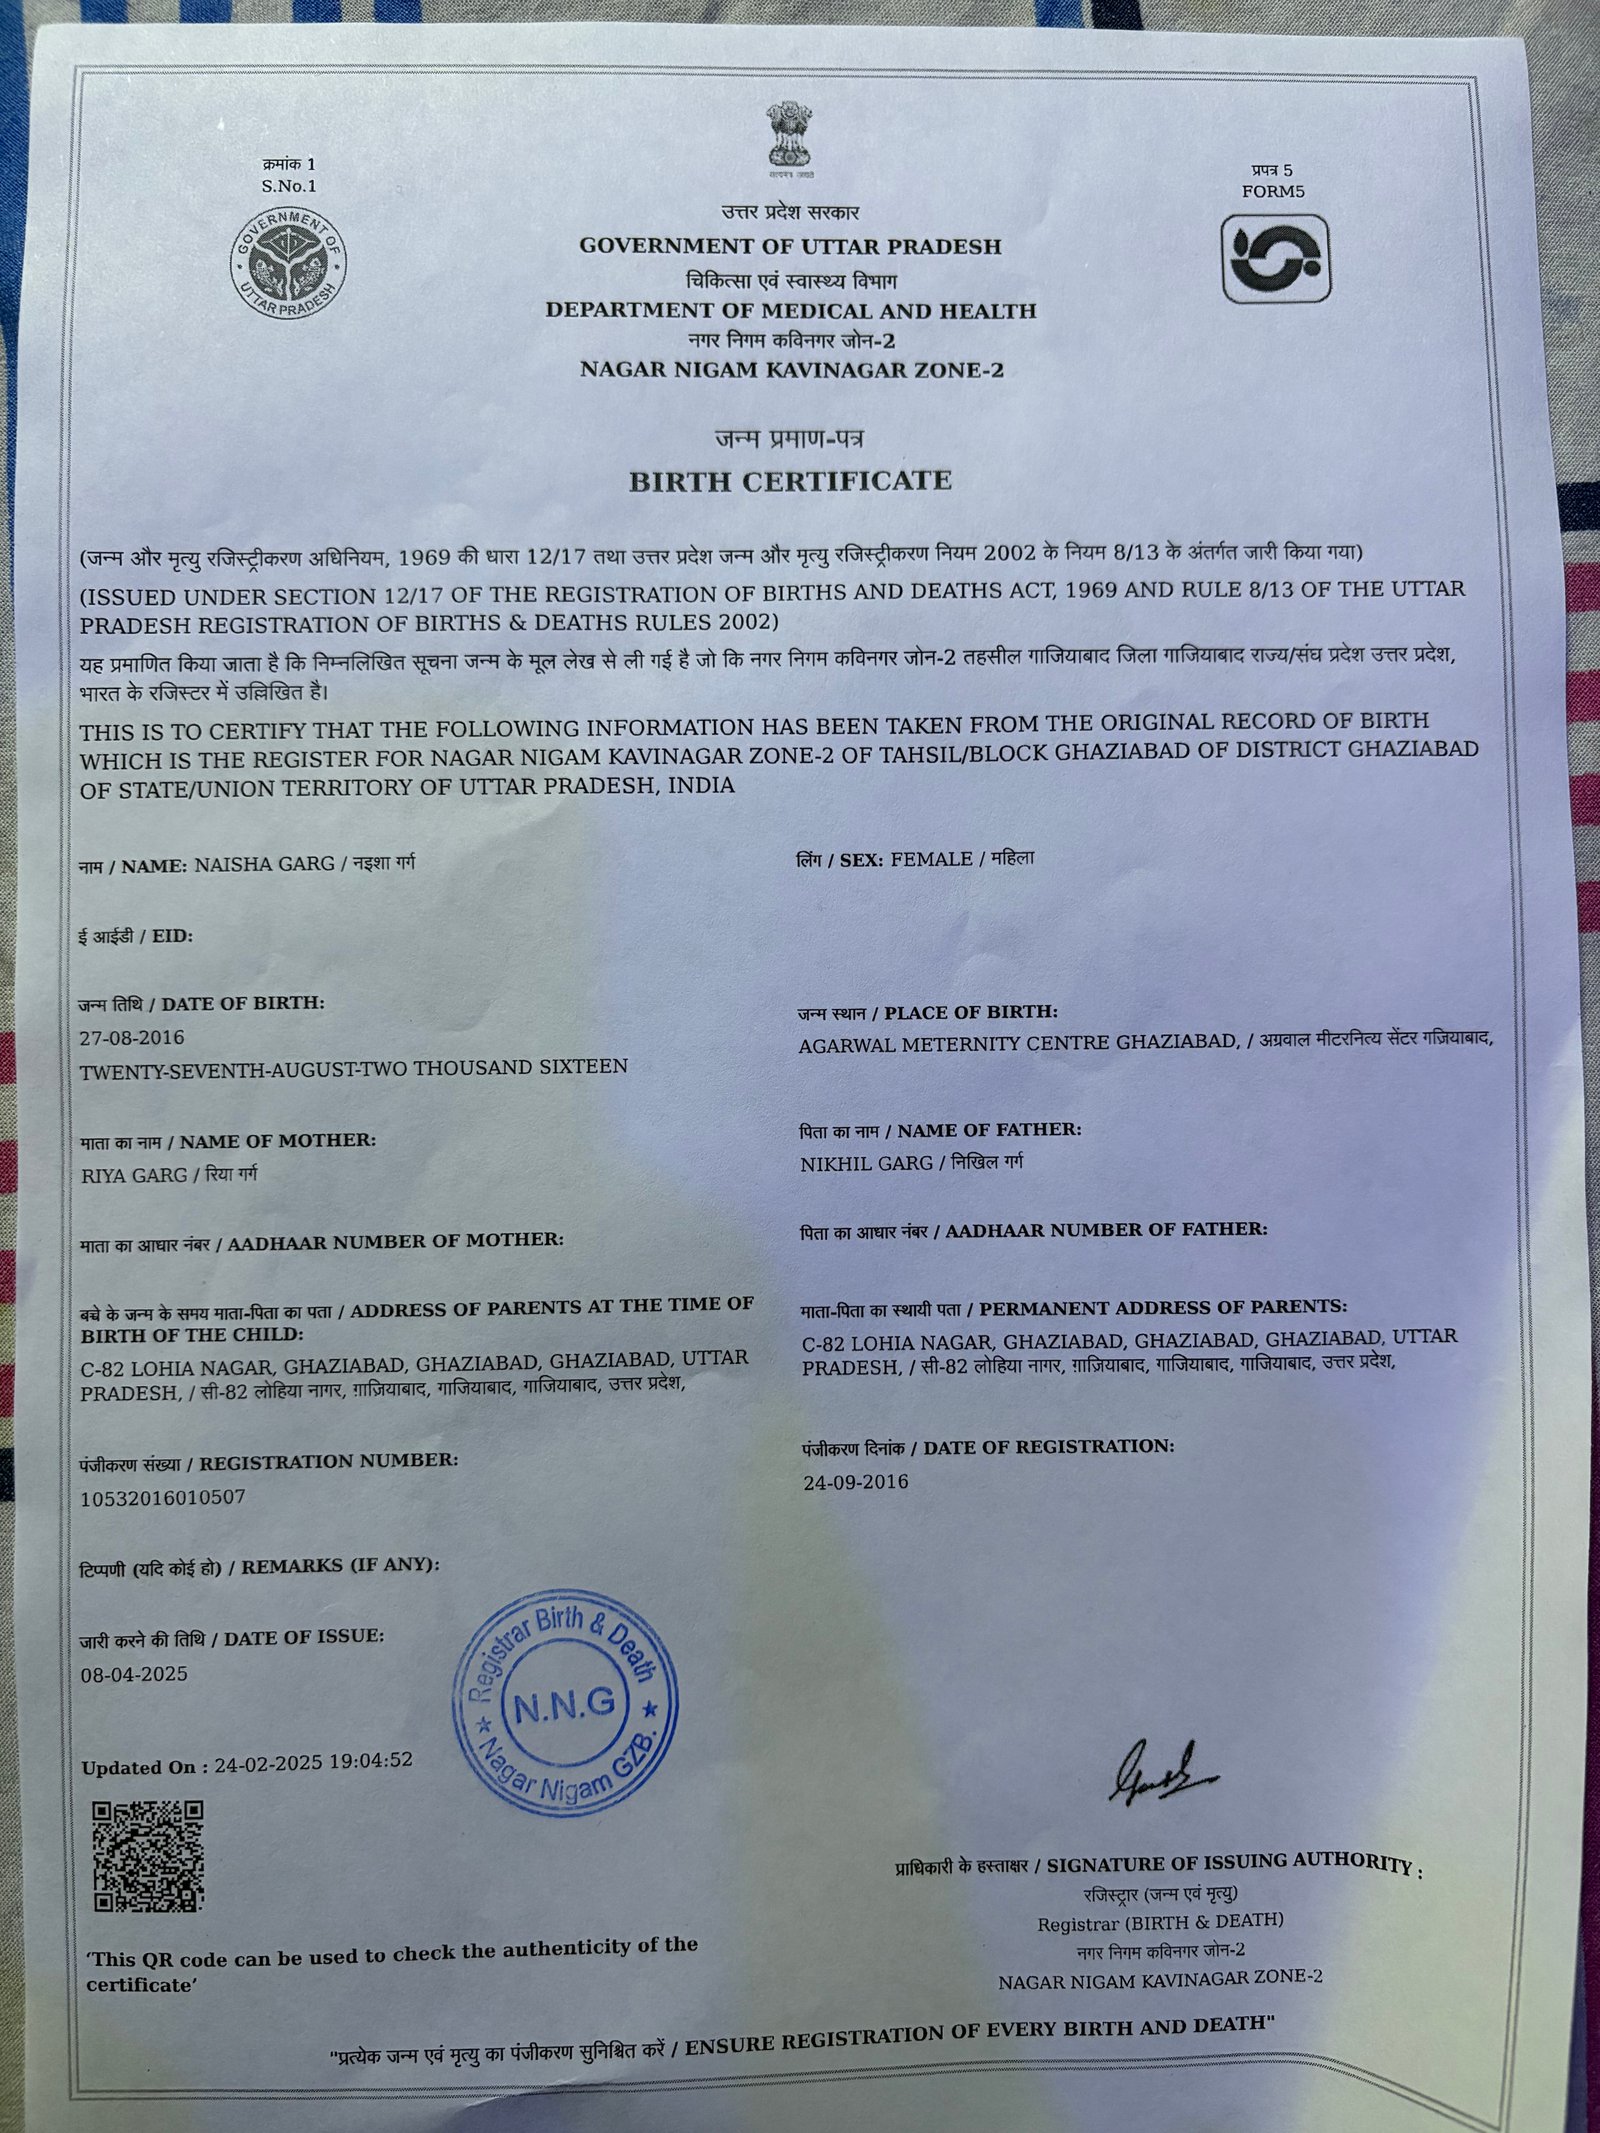 सत्यमेव जयते
क्रमांक 1
S.No.1
GOVERNMENT OF UTTAR PRADESH
प्रपत्र 5
FORM5
उत्तर प्रदेश सरकार
GOVERNMENT OF UTTAR PRADESH
चिकित्सा एवं स्वास्थ्य विभाग
DEPARTMENT OF MEDICAL AND HEALTH
नगर निगम कविनगर जोन-2
NAGAR NIGAM KAVINAGAR ZONE-2
जन्म प्रमाण-पत्र
BIRTH CERTIFICATE
(जन्म और मृत्यु रजिस्ट्रीकरण अधिनियम, 1969 की धारा 12/17 तथा उत्तर प्रदेश जन्म और मृत्यु रजिस्ट्रीकरण नियम 2002 के नियम 8/13 के अंतर्गत जारी किया गया)
(ISSUED UNDER SECTION 12/17 OF THE REGISTRATION OF BIRTHS AND DEATHS ACT, 1969 AND RULE 8/13 OF THE UTTAR
PRADESH REGISTRATION OF BIRTHS & DEATHS RULES 2002)
यह प्रमाणित किया जाता है कि निम्नलिखित सूचना जन्म के मूल लेख से ली गई है जो कि नगर निगम कविनगर जोन-2 तहसील गाजियाबाद जिला गाजियाबाद राज्य/संघ प्रदेश उत्तर प्रदेश,
भारत के रजिस्टर में उल्लिखित है।
THIS IS TO CERTIFY THAT THE FOLLOWING INFORMATION HAS BEEN TAKEN FROM THE ORIGINAL RECORD OF BIRTH
WHICH IS THE REGISTER FOR NAGAR NIGAM KAVINAGAR ZONE-2 OF TAHSIL/BLOCK GHAZIABAD OF DISTRICT GHAZIABAD
OF STATE/UNION TERRITORY OF UTTAR PRADESH, INDIA
नाम / NAME: NAISHA GARG / नइशा गर्ग
लिंग / SEX: FEMALE / महिला
ई आईडी / EID:
जन्म तिथि / DATE OF BIRTH:
27-08-2016
TWENTY-SEVENTH-AUGUST-TWO THOUSAND SIXTEEN
जन्म स्थान / PLACE OF BIRTH:
AGARWAL METERNITY CENTRE GHAZIABAD, / अग्रवाल मीटरनित्य सेंटर गज़ियाबाद,
माता का नाम / NAME OF MOTHER:
RIYA GARG / रिया गर्ग
पिता का नाम / NAME OF FATHER:
NIKHIL GARG / निखिल गर्ग
माता का आधार नंबर / AADHAAR NUMBER OF MOTHER:
पिता का आधार नंबर / AADHAAR NUMBER OF FATHER:
बच्चे के जन्म के समय माता-पिता का पता / ADDRESS OF PARENTS AT THE TIME OF
BIRTH OF THE CHILD:
C-82 LOHIA NAGAR, GHAZIABAD, GHAZIABAD, GHAZIABAD, UTTAR
PRADESH, / सी-82 लोहिया नागर, ग़ाज़ियाबाद, गाजियाबाद, गाजियाबाद, उत्तर प्रदेश,
माता-पिता का स्थायी पता / PERMANENT ADDRESS OF PARENTS:
C-82 LOHIA NAGAR, GHAZIABAD, GHAZIABAD, GHAZIABAD, UTTAR
PRADESH, / सी-82 लोहिया नागर, ग़ाज़ियाबाद, गाजियाबाद, गाजियाबाद, उत्तर प्रदेश,
पंजीकरण संख्या / REGISTRATION NUMBER:
10532016010507
पंजीकरण दिनांक / DATE OF REGISTRATION:
24-09-2016
टिप्पणी (यदि कोई हो) / REMARKS (IF ANY):
जारी करने की तिथि / DATE OF ISSUE:
08-04-2025
Registrar Birth & Death
N.N.G
Nagar Nigam GZB.
Updated On : 24-02-2025 19:04:52
'This QR code can be used to check the authenticity of the
certificate'
प्राधिकारी के हस्ताक्षर / SIGNATURE OF ISSUING AUTHORITY :
रजिस्ट्रार (जन्म एवं मृत्यु)
Registrar (BIRTH & DEATH)
नगर निगम कविनगर जोन-2
NAGAR NIGAM KAVINAGAR ZONE-2
"प्रत्येक जन्म एवं मृत्यु का पंजीकरण सुनिश्चित करें / ENSURE REGISTRATION OF EVERY BIRTH AND DEATH"